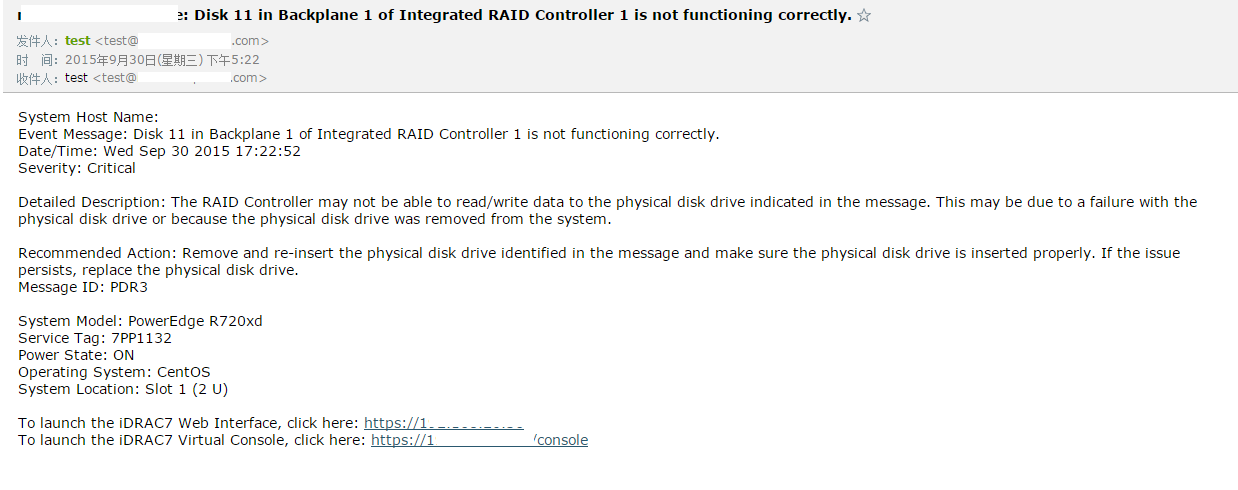 : Disk 11 in Backplane 1 of Integrated RAID Controller 1 is not functioning correctly. ☆
发件人: test <test@ .com>
时 间: 2015年9月30日(星期三) 下午5:22
收件人: test <test@ .com>
System Host Name:
Event Message: Disk 11 in Backplane 1 of Integrated RAID Controller 1 is not functioning correctly.
Date/Time: Wed Sep 30 2015 17:22:52
Severity: Critical
Detailed Description: The RAID Controller may not be able to read/write data to the physical disk drive indicated in the message. This may be due to a failure with the
physical disk drive or because the physical disk drive was removed from the system.
Recommended Action: Remove and re-insert the physical disk drive identified in the message and make sure the physical disk drive is inserted properly. If the issue
persists, replace the physical disk drive.
Message ID: PDR3
System Model: PowerEdge R720xd
Service Tag: 7PP1132
Power State: ON
Operating System: CentOS
System Location: Slot 1 (2 U)
To launch the iDRAC7 Web Interface, click here: https://1
To launch the iDRAC7 Virtual Console, click here: https://1 /console